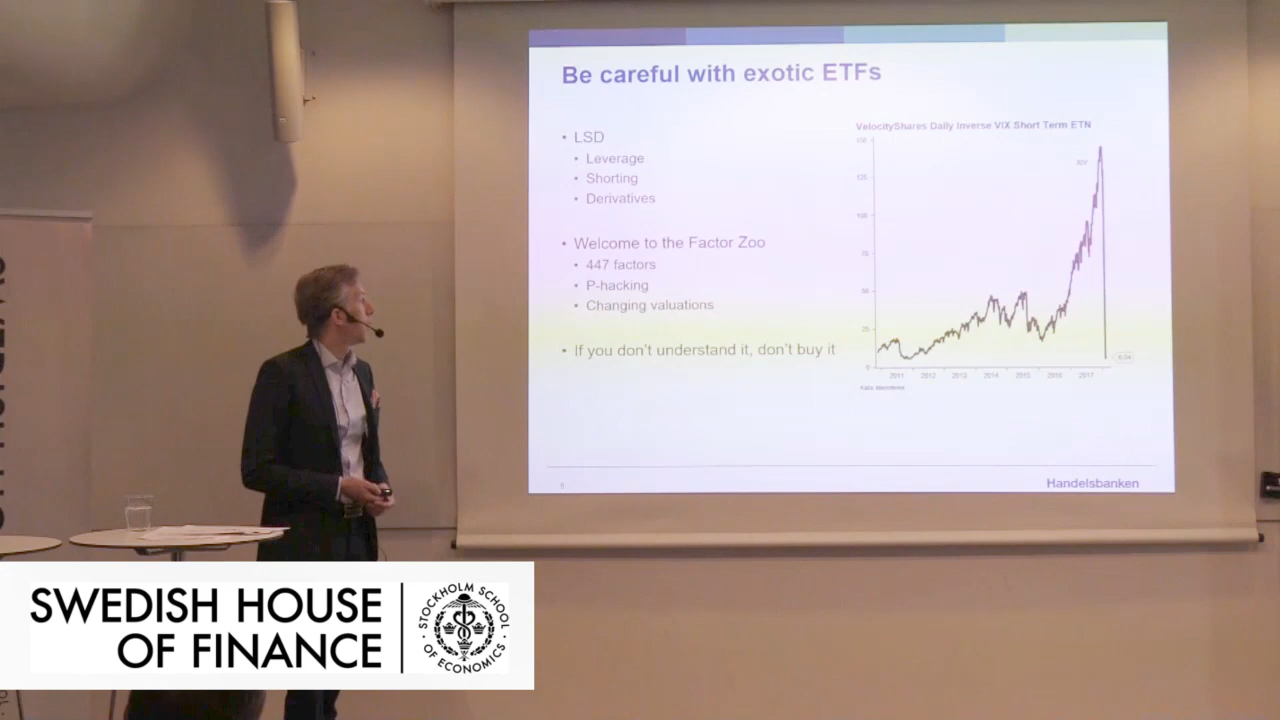 Be careful with exotic ETFs
• LSD
• Leverage
• Shorting
• Derivatives
• Welcome to the Factor Zoo
• 447 factors
• P-hacking
• Changing valuations
• If you don't understand it, don't buy it
VelocityShares Daily Inverse VIX Short Term ETN
150
125
100
75
50
25
0
2011 2012 2013 2014 2015 2016 2017
Handelsbanken
SWEDISH HOUSE
OF FINANCE
STOCKHOLM SCHOOL
OF ECONOMICS